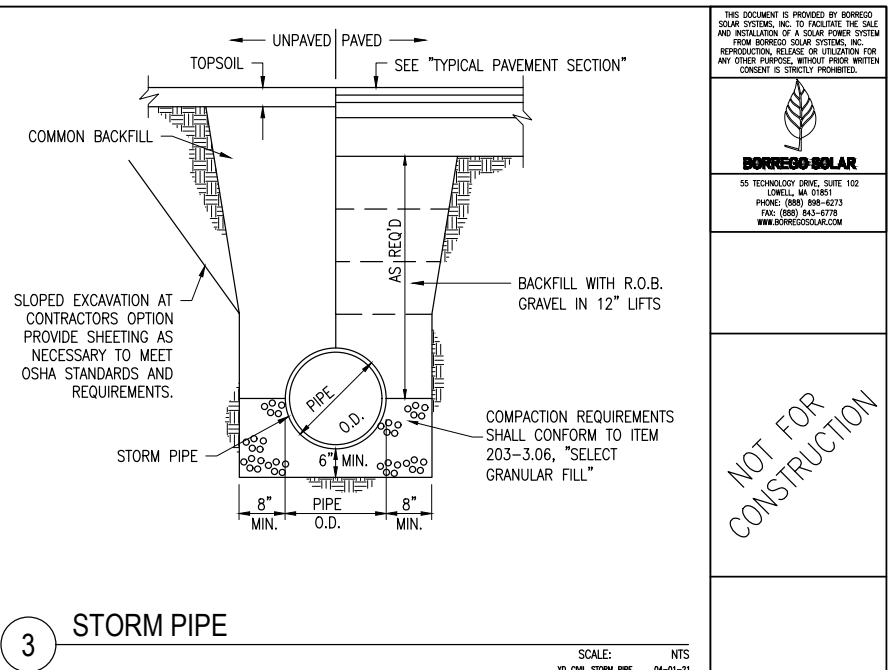 UNPAVED PAVED
TOPSOIL
SEE "TYPICAL PAVEMENT SECTION"
COMMON BACKFILL
AS REQ'D
BACKFILL WITH R.O.B.
GRAVEL IN 12" LIFTS
SLOPED EXCAVATION AT
CONTRACTORS OPTION
PROVIDE SHEETING AS
NECESSARY TO MEET
OSHA STANDARDS AND
REQUIREMENTS.
PIPE
O.D.
COMPACTION REQUIREMENTS
SHALL CONFORM TO ITEM
203-3.06, "SELECT
GRANULAR FILL"
STORM PIPE
6" MIN.
8"
MIN.
PIPE
O.D.
8"
MIN.
3
STORM PIPE
SCALE: NTS
XD_CIVIL_STORM_PIPE 04-01-21
THIS DOCUMENT IS PROVIDED BY BORREGO
SOLAR SYSTEMS, INC. TO FACILITATE THE SALE
AND INSTALLATION OF A SOLAR POWER SYSTEM
FROM BORREGO SOLAR SYSTEMS, INC.
REPRODUCTION, RELEASE OR UTILIZATION FOR
ANY OTHER PURPOSE, WITHOUT PRIOR WRITTEN
CONSENT IS STRICTLY PROHIBITED.
BORREGO SOLAR
55 TECHNOLOGY DRIVE, SUITE 102
LOWELL, MA 01851
PHONE: (888) 898-6273
FAX: (888) 843-6778
WWW.BORREGOSOLAR.COM
NOT FOR
CONSTRUCTION